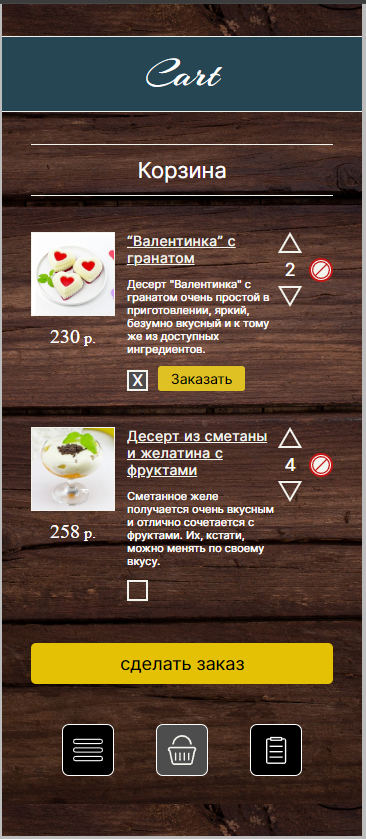 Cart
Корзина
“Валентинка” с
гранатом
2
Десерт "Валентинка" с
гранатом очень простой в
приготовлении, яркий,
безумно вкусный и к тому
же из доступных
ингредиентов.
230 р.
X
Заказать
Десерт из сметаны
и желатина с
фруктами
4
Сметанное желе
получается очень вкусным
и отлично сочетается с
фруктами. Их, кстати,
можно менять по своему
вкусу.
258 р.
сделать заказ